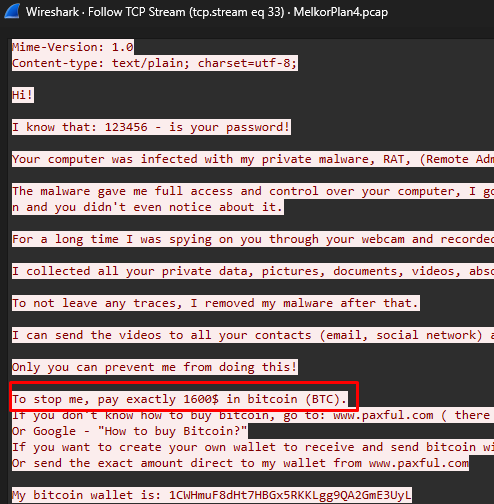 Wireshark · Follow TCP Stream (tcp.stream eq 33) · MelkorPlan4.pcap
Mime-Version: 1.0
Content-type: text/plain; charset=utf-8;
Hi!
I know that: 123456 - is your password!
Your computer was infected with my private malware, RAT, (Remote Adm
The malware gave me full access and control over your computer, I go
n and you didn't even notice about it.
For a long time I was spying on you through your webcam and recorded
I collected all your private data, pictures, documents, videos, abso
To not leave any traces, I removed my malware after that.
I can send the videos to all your contacts (email, social network) a
Only you can prevent me from doing this!
To stop me, pay exactly 1600$ in bitcoin (BTC).
If you don't know how to buy bitcoin, go to: www.paxful.com ( there
Or Google - "How to buy Bitcoin?"
If you want to create your own wallet to receive and send bitcoin wi
Or send the exact amount direct to my wallet from www.paxful.com
My bitcoin wallet is: 1CWHmuF8dHt7HBGx5RKKLgg9QA2GmE3UyL